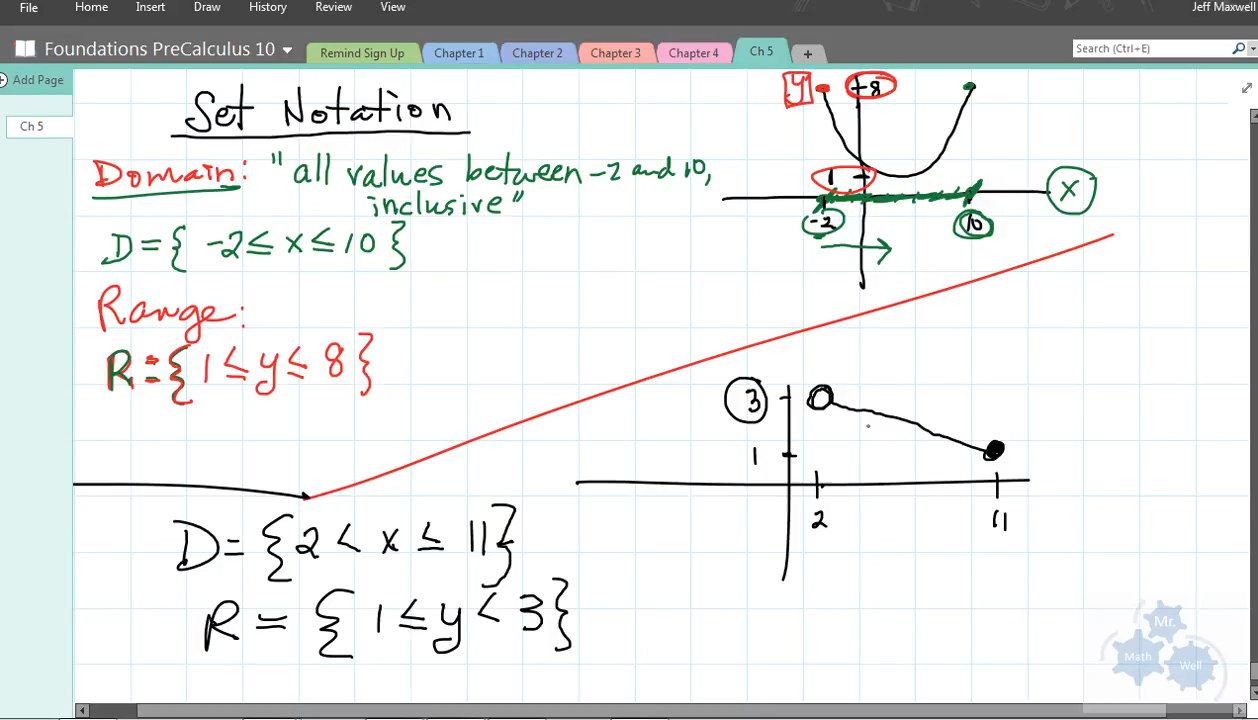 File Home Insert Draw History Review View Jeff Maxwell
Foundations PreCalculus 10 Remind Sign Up Chapter 1 Chapter 2 Chapter 3 Chapter 4 Ch 5 + Search (Ctrl+E)
Add Page
Ch 5
Set Notation
Domain: "all values between -2 and 10,
inclusive"
D = { -2 ≤ x ≤ 10 }
Range:
R = { 1 ≤ y ≤ 8 }
y 8
1
x
-2 10
3
1
2 11
D = { 2 < x ≤ 11 }
R = { 1 ≤ y < 3 }
Mr.
Math Well